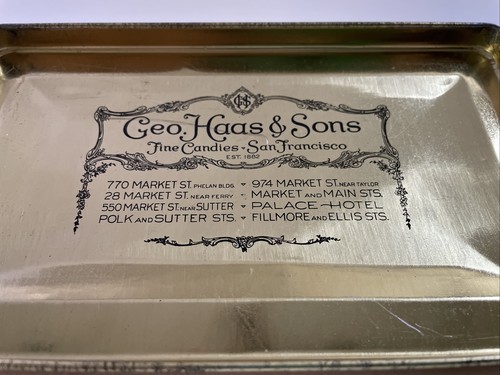 GHS
Geo. Haas & Sons
Fine Candies - San Francisco
EST. 1882
770 MARKET ST. PHELAN BLDG. - 974 MARKET ST. NEAR TAYLOR
28 MARKET ST. NEAR FERRY - MARKET AND MAIN STS.
550 MARKET ST. NEAR SUTTER - PALACE - HOTEL
POLK AND SUTTER STS. - FILLMORE AND ELLIS STS.